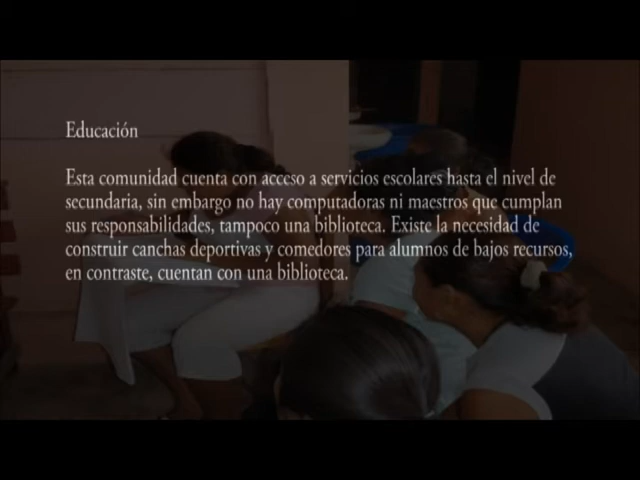 Educación
Esta comunidad cuenta con acceso a servicios escolares hasta el nivel de
secundaria, sin embargo no hay computadoras ni maestros que cumplan
sus responsabilidades, tampoco una biblioteca. Existe la necesidad de
construir canchas deportivas y comedores para alumnos de bajos recursos,
en contraste, cuentan con una biblioteca.